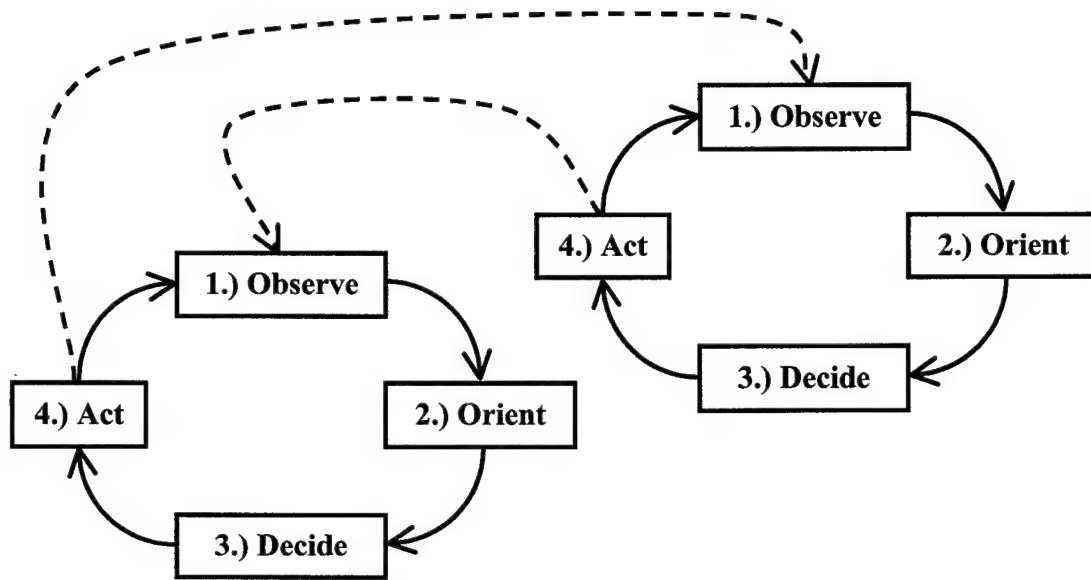 1.) Observe
4.) Act
2.) Orient
1.) Observe
3.) Decide
4.) Act
2.) Orient
3.) Decide